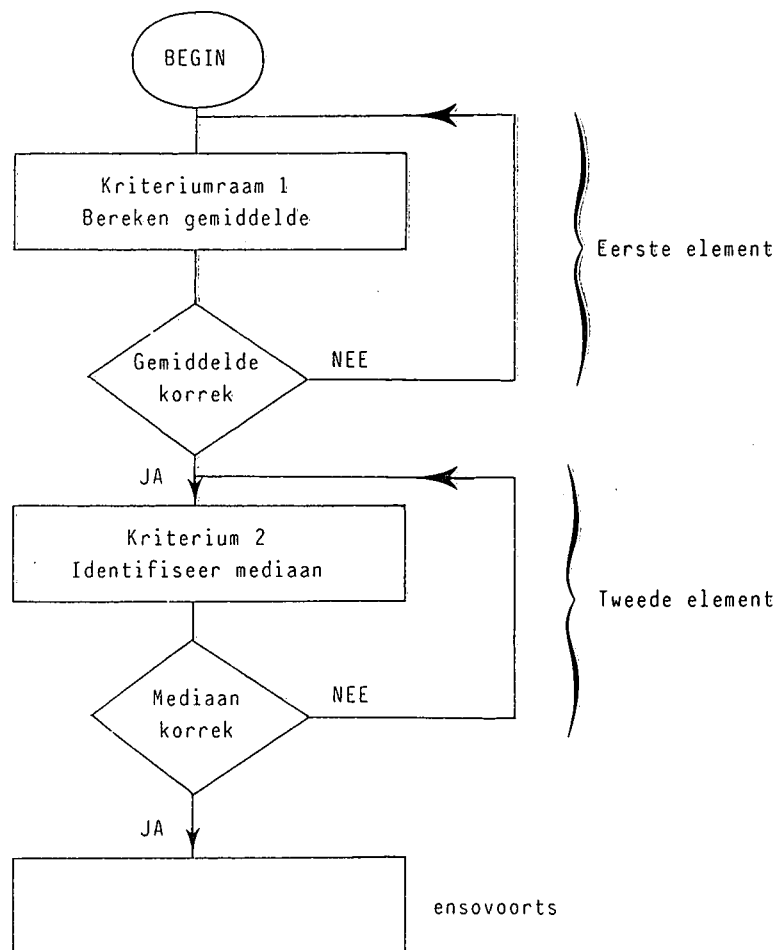 BEGIN
Kriteriumraam 1
Bereken gemiddelde
Eerste element
Gemiddelde
korrek
NEE
JA
Kriterium 2
Identifiseer mediaan
Tweede element
Mediaan
korrek
NEE
JA
ensovoorts